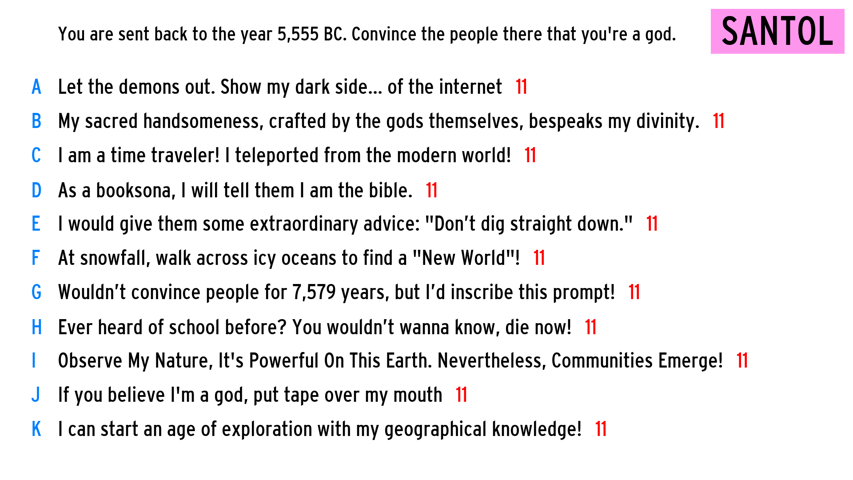 You are sent back to the year 5,555 BC. Convince the people there that you're a god.
SANTOL
A Let the demons out. Show my dark side... of the internet 11
B My sacred handsomeness, crafted by the gods themselves, bespeaks my divinity. 11
C I am a time traveler! I teleported from the modern world! 11
D As a booksona, I will tell them I am the bible. 11
E I would give them some extraordinary advice: "Don’t dig straight down." 11
F At snowfall, walk across icy oceans to find a "New World"! 11
G Wouldn’t convince people for 7,579 years, but I’d inscribe this prompt! 11
H Ever heard of school before? You wouldn’t wanna know, die now! 11
I Observe My Nature, It's Powerful On This Earth. Nevertheless, Communities Emerge! 11
J If you believe I'm a god, put tape over my mouth 11
K I can start an age of exploration with my geographical knowledge! 11